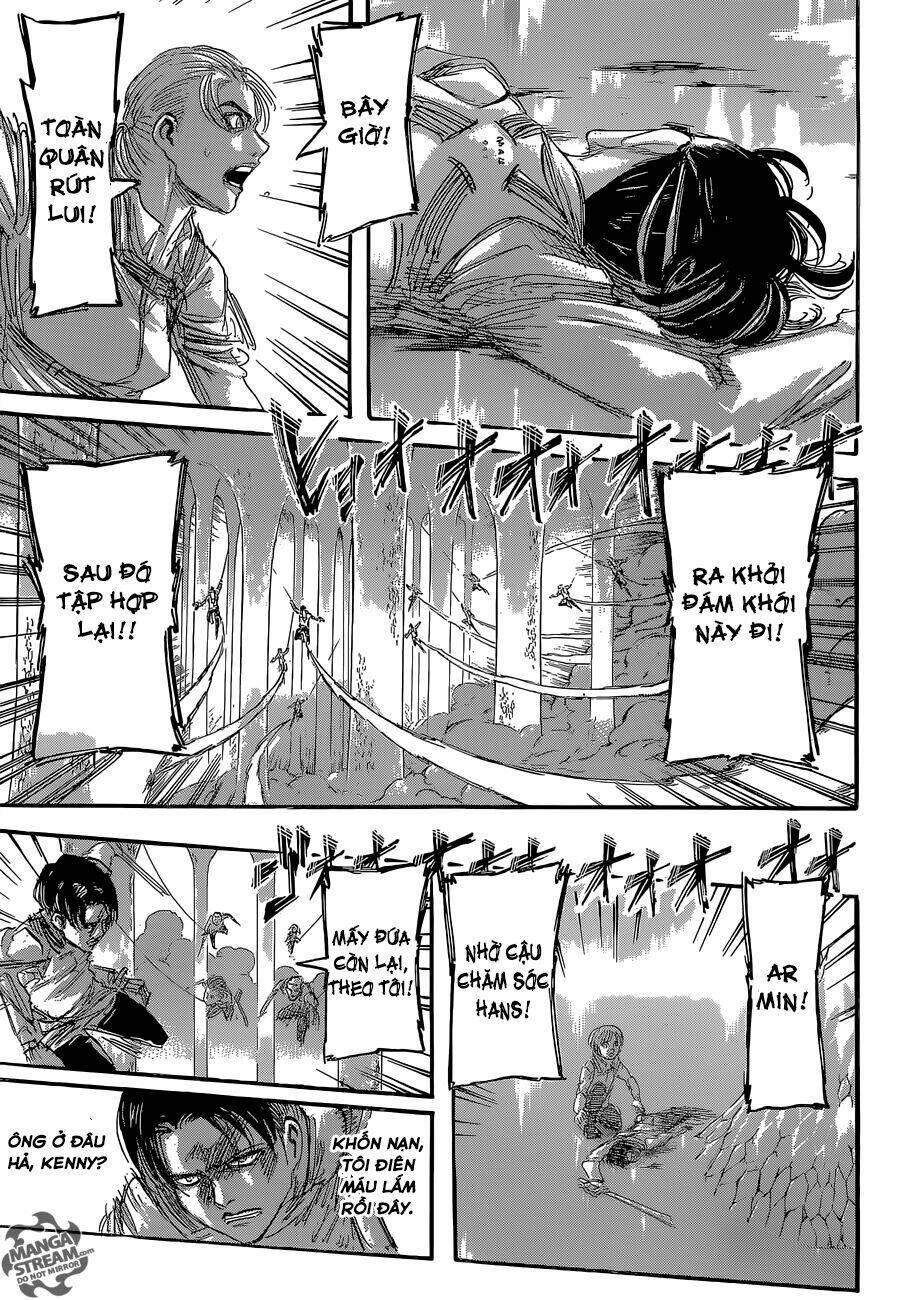 BÂY
GIỜ!
TOÀN
QUÂN
RÚT
LUI!
RA KHỎI
ĐÁM KHÓI
NÀY ĐI!
SAU ĐÓ
TẬP HỢP
LẠI!!
AR
MIN!
NHỜ CẬU
CHĂM SÓC
HANS!
MẤY ĐỨA
CÒN LẠI,
THEO TÔI!
KHỐN NẠN,
TÔI ĐIÊN
MÁU LẮM
RỒI ĐÂY.
ÔNG Ở ĐÂU
HẢ, KENNY?
MANGA
STREAM.com
DO NOT MIRROR!